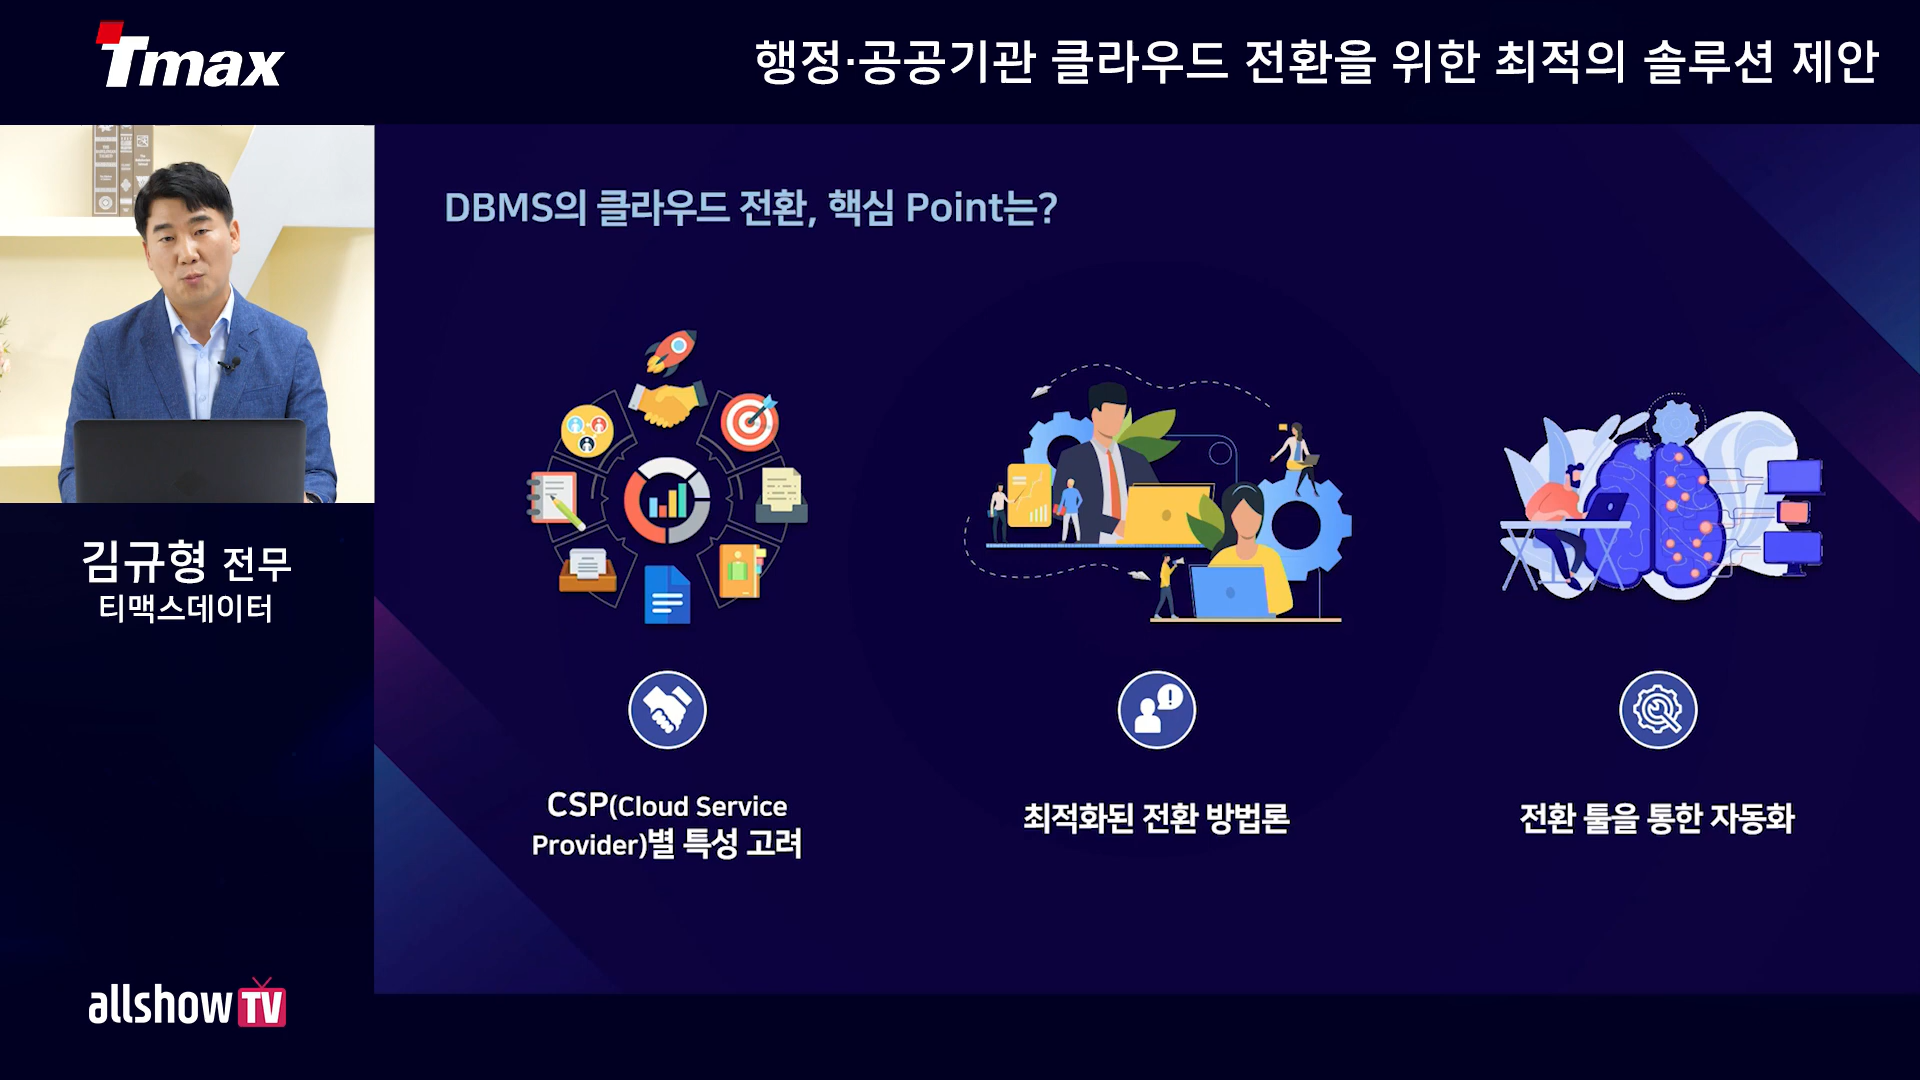 Tmax
행정·공공기관 클라우드 전환을 위한 최적의 솔루션 제안
DBMS의 클라우드 전환, 핵심 Point는?
김규형 전무
티맥스데이터
CSP(Cloud Service
Provider)별 특성 고려
최적화된 전환 방법론
전환 툴을 통한 자동화
allshow TV